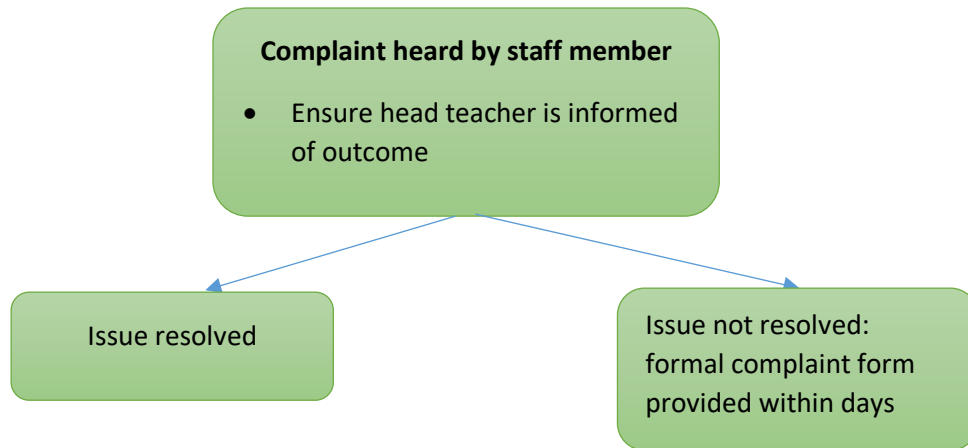 Complaint heard by staff member
• Ensure head teacher is informed
of outcome
Issue resolved
Issue not resolved:
formal complaint form
provided within days